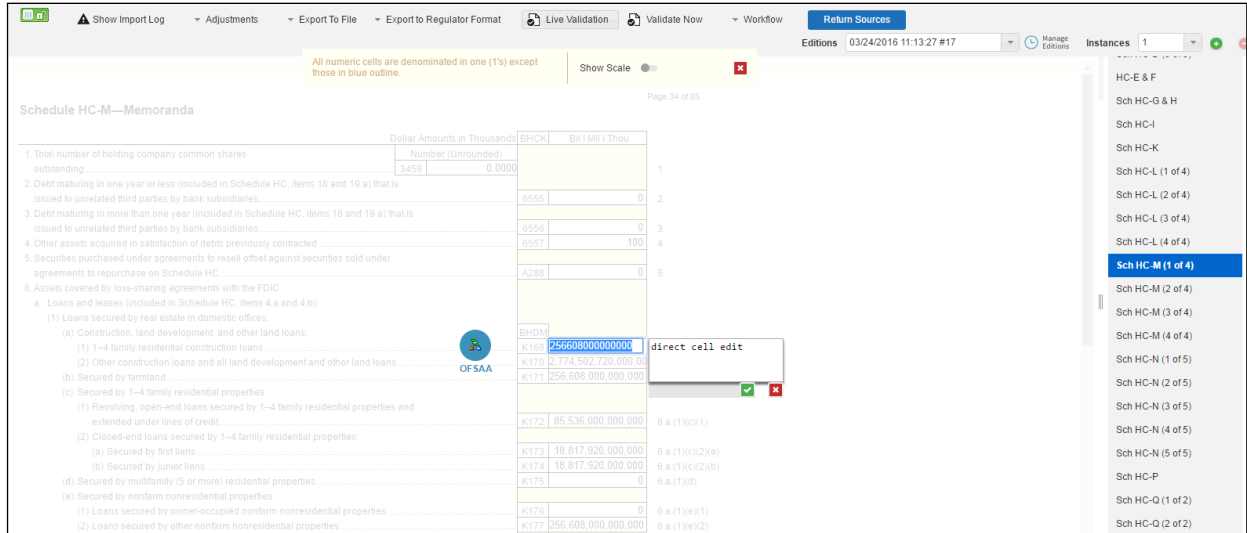 Show Import Log Adjustments Export To File Export to Regulator Format Live Validation Validate Now Workflow Return Sources
Editions 03/24/2016 11:13:27 #17 Manage Editions Instances 1
All numeric cells are denominated in one (1's) except
those in blue outline.
Show Scale
HC-E & F
Page 34 of 65
Schedule HC-M—Memoranda
Sch HC-G & H
Sch HC-I
Dollar Amounts in Thousands BHCK Bil I Mil I Thou
1. Total number of holding company common shares Number (Unrounded)
Sch HC-K
outstanding 3459 0.0000 1.
Sch HC-L (1 of 4)
2. Debt maturing in one year or less (included in Schedule HC, items 16 and 19.a) that is
issued to unrelated third parties by bank subsidiaries 6555 0 2.
Sch HC-L (2 of 4)
3. Debt maturing in more than one year (included in Schedule HC, items 16 and 19.a) that is
Sch HC-L (3 of 4)
issued to unrelated third parties by bank subsidiaries 6556 0 3.
4. Other assets acquired in satisfaction of debts previously contracted 6557 100 4.
Sch HC-L (4 of 4)
5. Securities purchased under agreements to resell offset against securities sold under
agreements to repurchase on Schedule HC A288 0 5.
Sch HC-M (1 of 4)
6. Assets covered by loss-sharing agreements with the FDIC:
Sch HC-M (2 of 4)
a. Loans and leases (included in Schedule HC, items 4.a and 4.b):
(1) Loans secured by real estate in domestic offices:
Sch HC-M (3 of 4)
(a) Construction, land development, and other land loans: BHDM
Sch HC-M (4 of 4)
(1) 1–4 family residential construction loans K169 256608000000000 direct cell edit
(2) Other construction loans and all land development and other land loans K170 2,774,502,720,000,00
Sch HC-N (1 of 5)
OFSAA
(b) Secured by farmland K171 256,608,000,000,000
Sch HC-N (2 of 5)
(c) Secured by 1–4 family residential properties:
(1) Revolving, open-end loans secured by 1–4 family residential properties and
Sch HC-N (3 of 5)
extended under lines of credit K172 85,536,000,000,000 6.a.(1)(c)(1)
Sch HC-N (4 of 5)
(2) Closed-end loans secured by 1–4 family residential properties:
(a) Secured by first liens K173 18,817,920,000,000 6.a.(1)(c)(2)(a)
Sch HC-N (5 of 5)
(b) Secured by junior liens K174 18,817,920,000,000 6.a.(1)(c)(2)(b)
Sch HC-P
(d) Secured by multifamily (5 or more) residential properties K175 0 6.a.(1)(d)
(e) Secured by nonfarm nonresidential properties:
Sch HC-Q (1 of 2)
(1) Loans secured by owner-occupied nonfarm nonresidential properties K176 0 6.a.(1)(e)(1)
(2) Loans secured by other nonfarm nonresidential properties K177 256,608,000,000,000 6.a.(1)(e)(2)
Sch HC-Q (2 of 2)